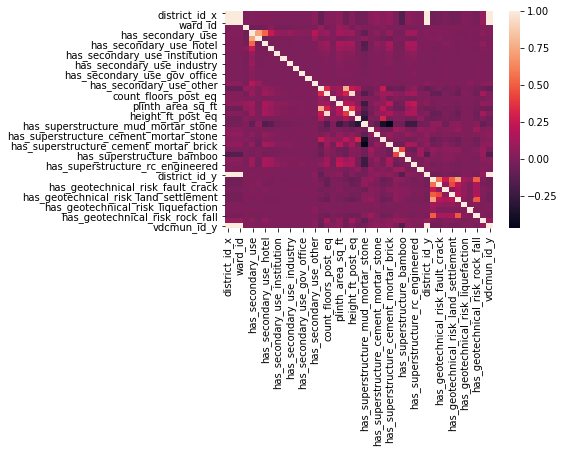 district_id_x
ward_id
has_secondary_use
has_secondary_use_hotel
has_secondary_use_institution
has_secondary_use_industry
has_secondary_use_gov_office
has_secondary_use_other
count_floors_post_eq
plinth_area_sq_ft
height_ft_post_eq
has_superstructure_mud_mortar_stone
has_superstructure_cement_mortar_stone
has_superstructure_cement_mortar_brick
has_superstructure_bamboo
has_superstructure_rc_engineered
district_id_y
has_geotechnical_risk_fault_crack
has_geotechnical_risk_land_settlement
has_geotechnical_risk_liquefaction
has_geotechnical_risk_rock_fall
vdcmun_id_y
district_id_x
ward_id
has_secondary_use
has_secondary_use_hotel
has_secondary_use_institution
has_secondary_use_industry
has_secondary_use_gov_office
has_secondary_use_other
count_floors_post_eq
plinth_area_sq_ft
height_ft_post_eq
has_superstructure_mud_mortar_stone
has_superstructure_cement_mortar_stone
has_superstructure_cement_mortar_brick
has_superstructure_bamboo
has_superstructure_rc_engineered
district_id_y
has_geotechnical_risk_fault_crack
has_geotechnical_risk_land_settlement
has_geotechnical_risk_liquefaction
has_geotechnical_risk_rock_fall
vdcmun_id_y
1.00
0.75
0.50
0.25
0.00
−0.25